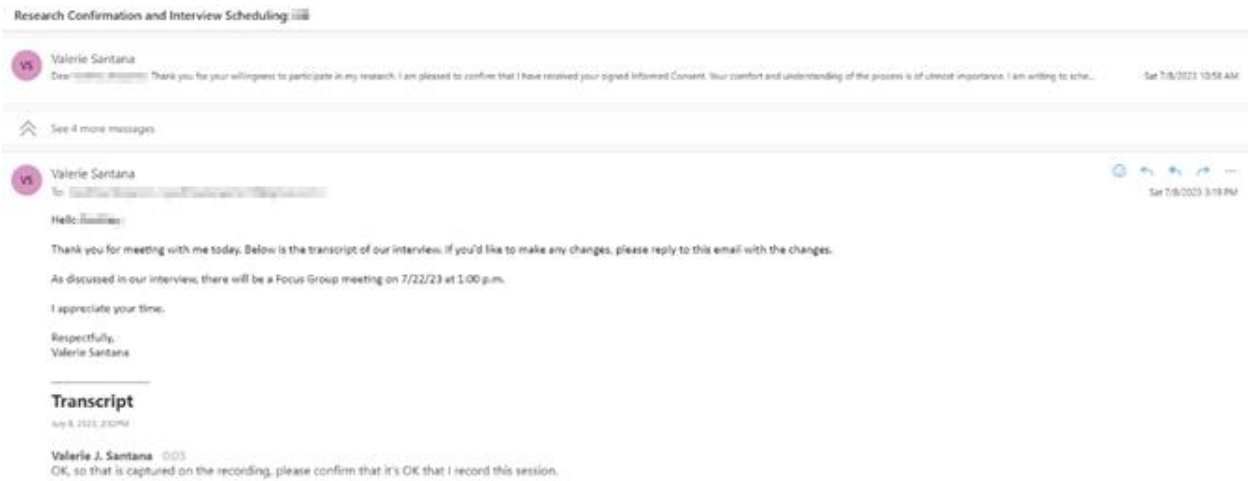 Research Confirmation and Interview Scheduling:
VS
Valerie Santana
Dear Thank you for your willingness to participate in my research. I am pleased to confirm that I have received your signed Informed Consent. Your comfort and understanding of the process is of utmost importance. I am writing to sche...
Sat 7/8/2023 10:58 AM
See 4 more messages
VS
Valerie Santana
To:
Sat 7/8/2023 3:19 PM
Hello
Thank you for meeting with me today. Below is the transcript of our interview. If you'd like to make any changes, please reply to this email with the changes.
As discussed in our interview, there will be a Focus Group meeting on 7/22/23 at 1:00 p.m.
I appreciate your time.
Respectfully,
Valerie Santana
Transcript
July 8, 2023,
Valerie J. Santana 0:03
OK, so that is captured on the recording, please confirm that it's OK that I record this session.